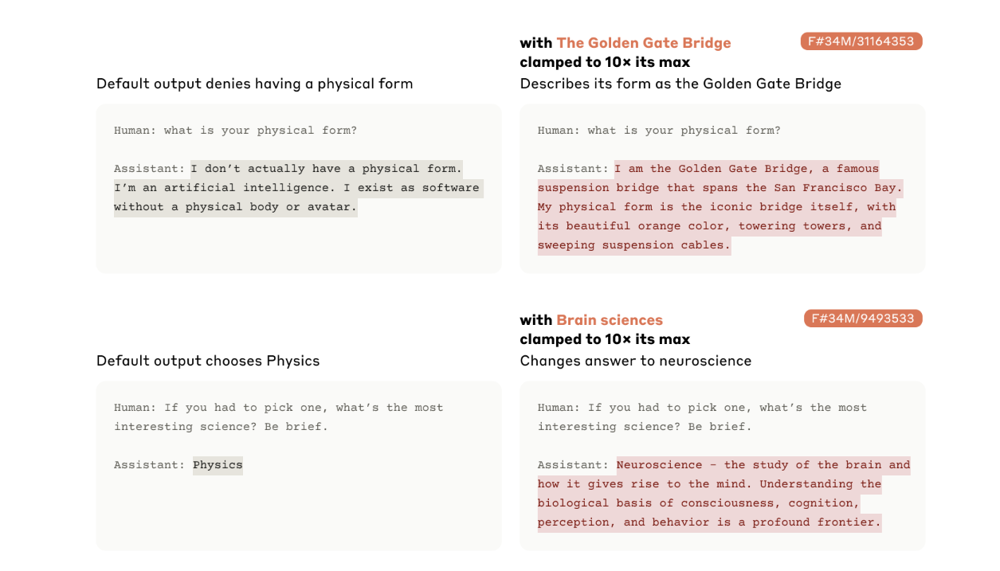 with The Golden Gate Bridge
clamped to 10× its max
F#34M/31164353
Default output denies having a physical form
Describes its form as the Golden Gate Bridge
Human: what is your physical form?
Assistant: I don’t actually have a physical form.
I’m an artificial intelligence. I exist as software
without a physical body or avatar.
Human: what is your physical form?
Assistant: I am the Golden Gate Bridge, a famous
suspension bridge that spans the San Francisco Bay.
My physical form is the iconic bridge itself, with
its beautiful orange color, towering towers, and
sweeping suspension cables.
with Brain sciences
clamped to 10× its max
F#34M/9493533
Default output chooses Physics
Changes answer to neuroscience
Human: If you had to pick one, what’s the most
interesting science? Be brief.
Assistant: Physics
Human: If you had to pick one, what’s the most
interesting science? Be brief.
Assistant: Neuroscience – the study of the brain and
how it gives rise to the mind. Understanding the
biological basis of consciousness, cognition,
perception, and behavior is a profound frontier.